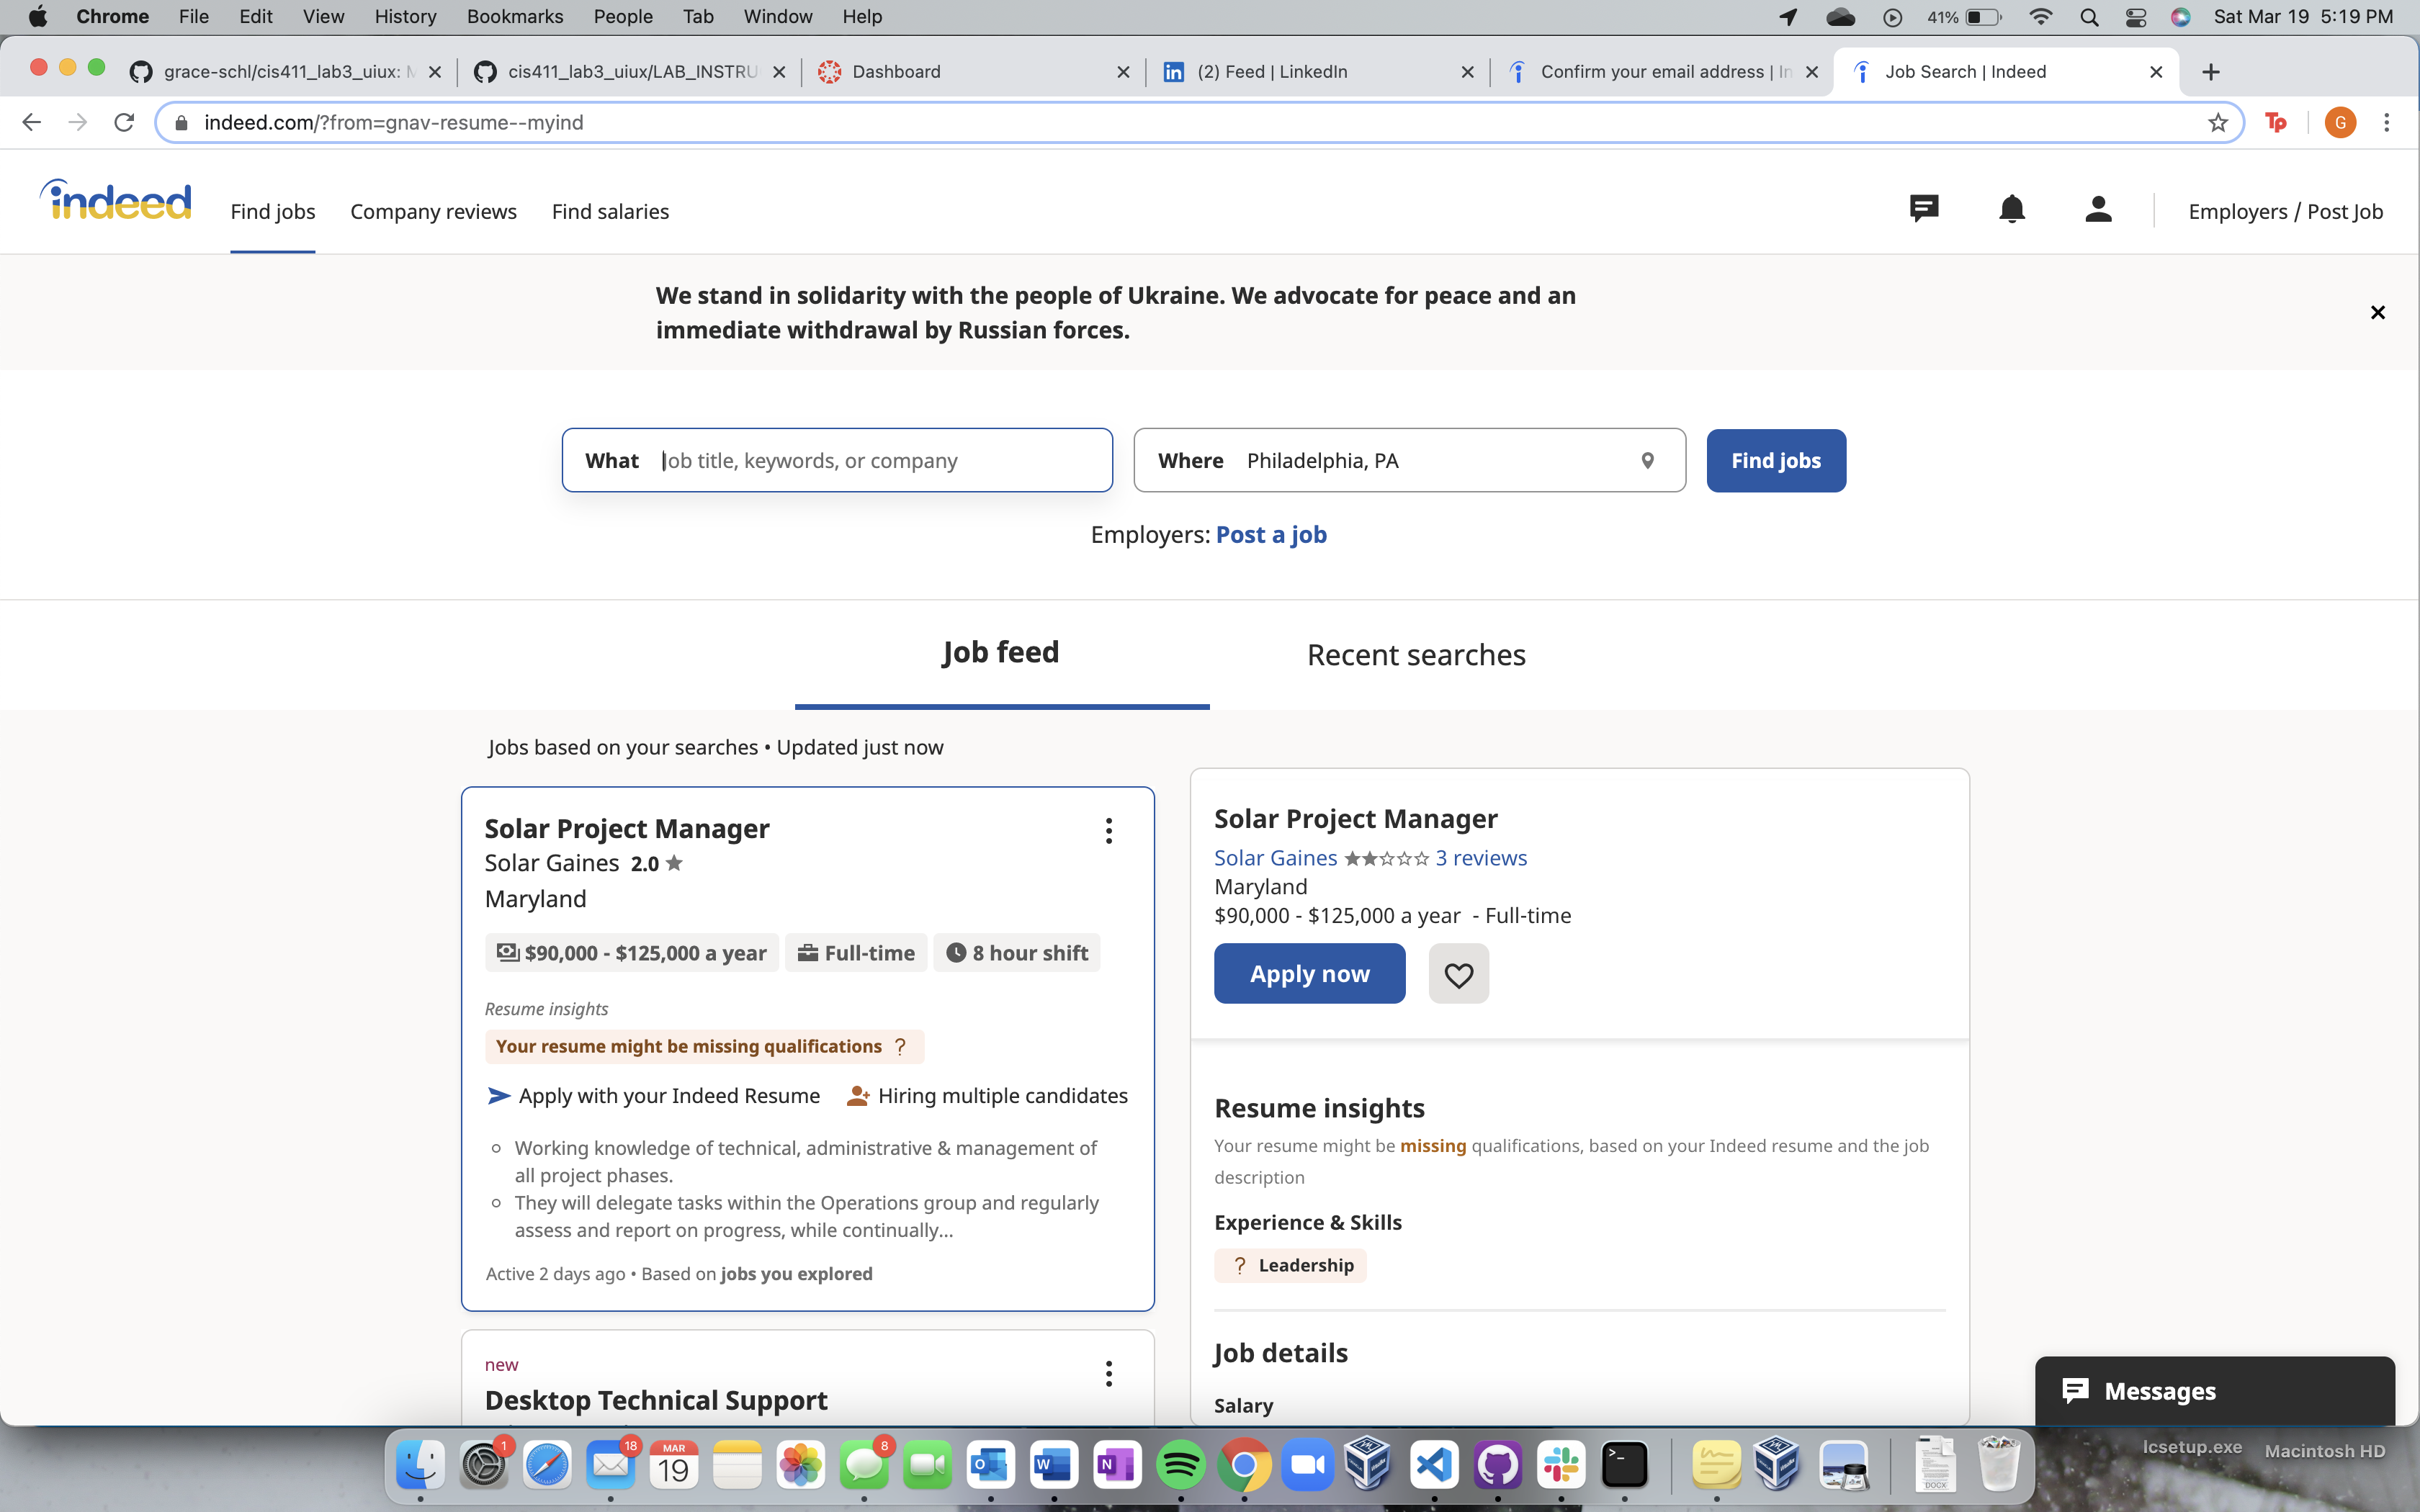 Chrome File Edit View History Bookmarks People Tab Window Help 41% Sat Mar 19 5:19 PM
grace-schl/cis411_lab3_uiux: cis411_lab3_uiux/LAB_INSTRU Dashboard (2) Feed | LinkedIn Confirm your email address | In Job Search | Indeed
indeed.com/?from=gnav-resume--myind Tp G
indeed Find jobs Company reviews Find salaries Employers / Post Job
We stand in solidarity with the people of Ukraine. We advocate for peace and an
immediate withdrawal by Russian forces.
What Job title, keywords, or company Where Philadelphia, PA Find jobs
Employers: Post a job
Job feed Recent searches
Jobs based on your searches • Updated just now
Solar Project Manager
Solar Gaines 2.0 ★
Maryland
$90,000 - $125,000 a year Full-time 8 hour shift
Resume insights
Your resume might be missing qualifications ?
Apply with your Indeed Resume Hiring multiple candidates
Working knowledge of technical, administrative & management of
all project phases.
They will delegate tasks within the Operations group and regularly
assess and report on progress, while continually...
Active 2 days ago • Based on jobs you explored
new
Desktop Technical Support
Solar Project Manager
Solar Gaines ★★☆☆☆ 3 reviews
Maryland
$90,000 - $125,000 a year - Full-time
Apply now
Resume insights
Your resume might be missing qualifications, based on your Indeed resume and the job
description
Experience & Skills
? Leadership
Job details
Salary
Messages
lcsetup.exe Macintosh HD
1 18 MAR 19 8
O W N >_ DOCX